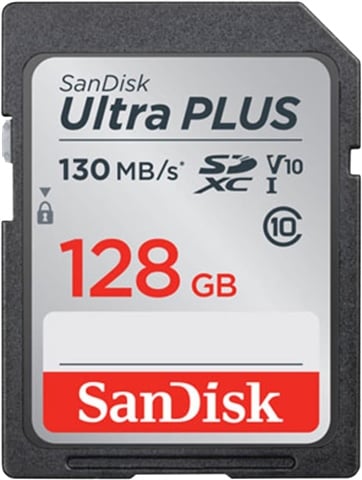 SanDisk
Ultra PLUS
130 MB/s* SD XC V10 I
10
128 GB
SanDisk